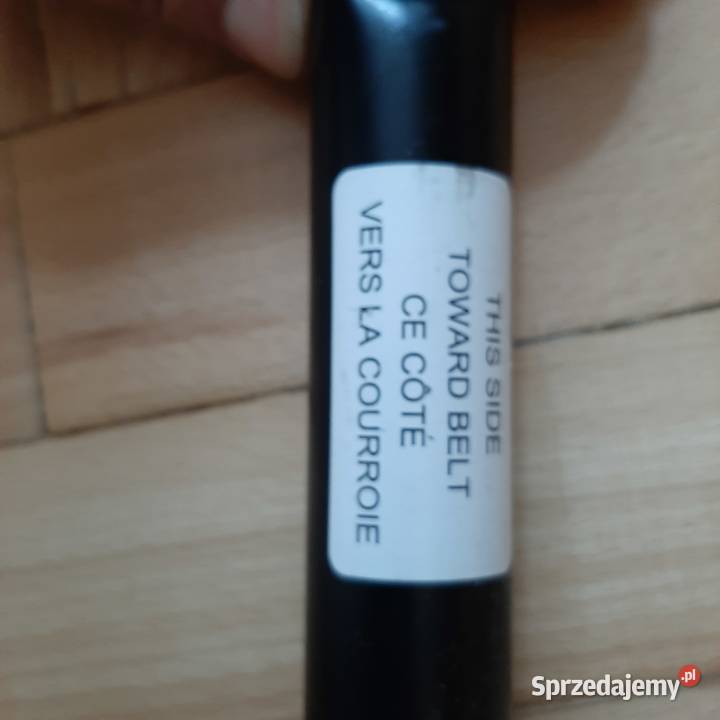 THIS SIDE
TOWARD BELT
CE CÔTÉ
VERS LA COURROIE
Sprzedajemy.pl